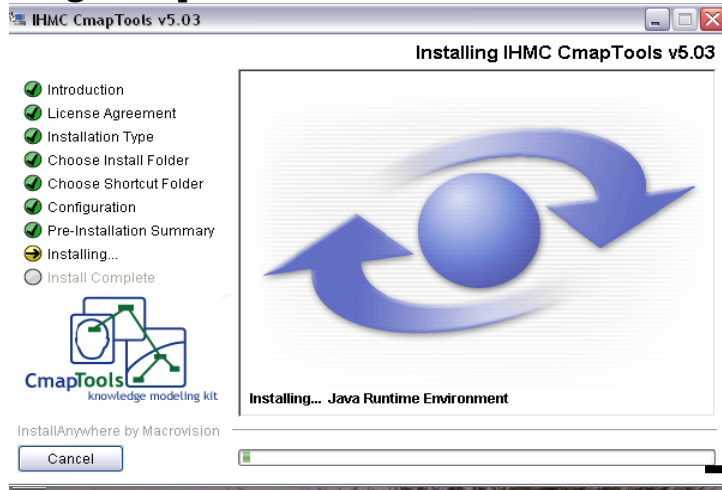 IHMC CmapTools v5.03
Installing IHMC CmapTools v5.03
Introduction
License Agreement
Installation Type
Choose Install Folder
Choose Shortcut Folder
Configuration
Pre-Installation Summary
Installing...
Install Complete
CmapTools
knowledge modeling kit
Installing... Java Runtime Environment
InstallAnywhere by Macrovision
Cancel